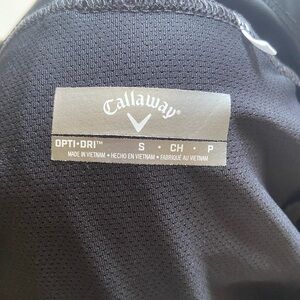 Callaway
OPTI•DRI™ S • CH • P
MADE IN VIETNAM • HECHO EN VIETNAM • FABRIQUÉ AU VIETNAM